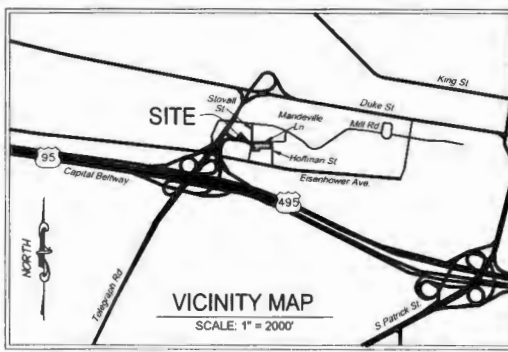 King St
Duke St
Stovall
St
Mandeville
Ln
Mill Rd
SITE
Hoffman St
Eisenhower Ave.
95
Capital Beltway
495
NORTH
Telegraph Rd
S Patrick St
VICINITY MAP
SCALE: 1" = 2000'